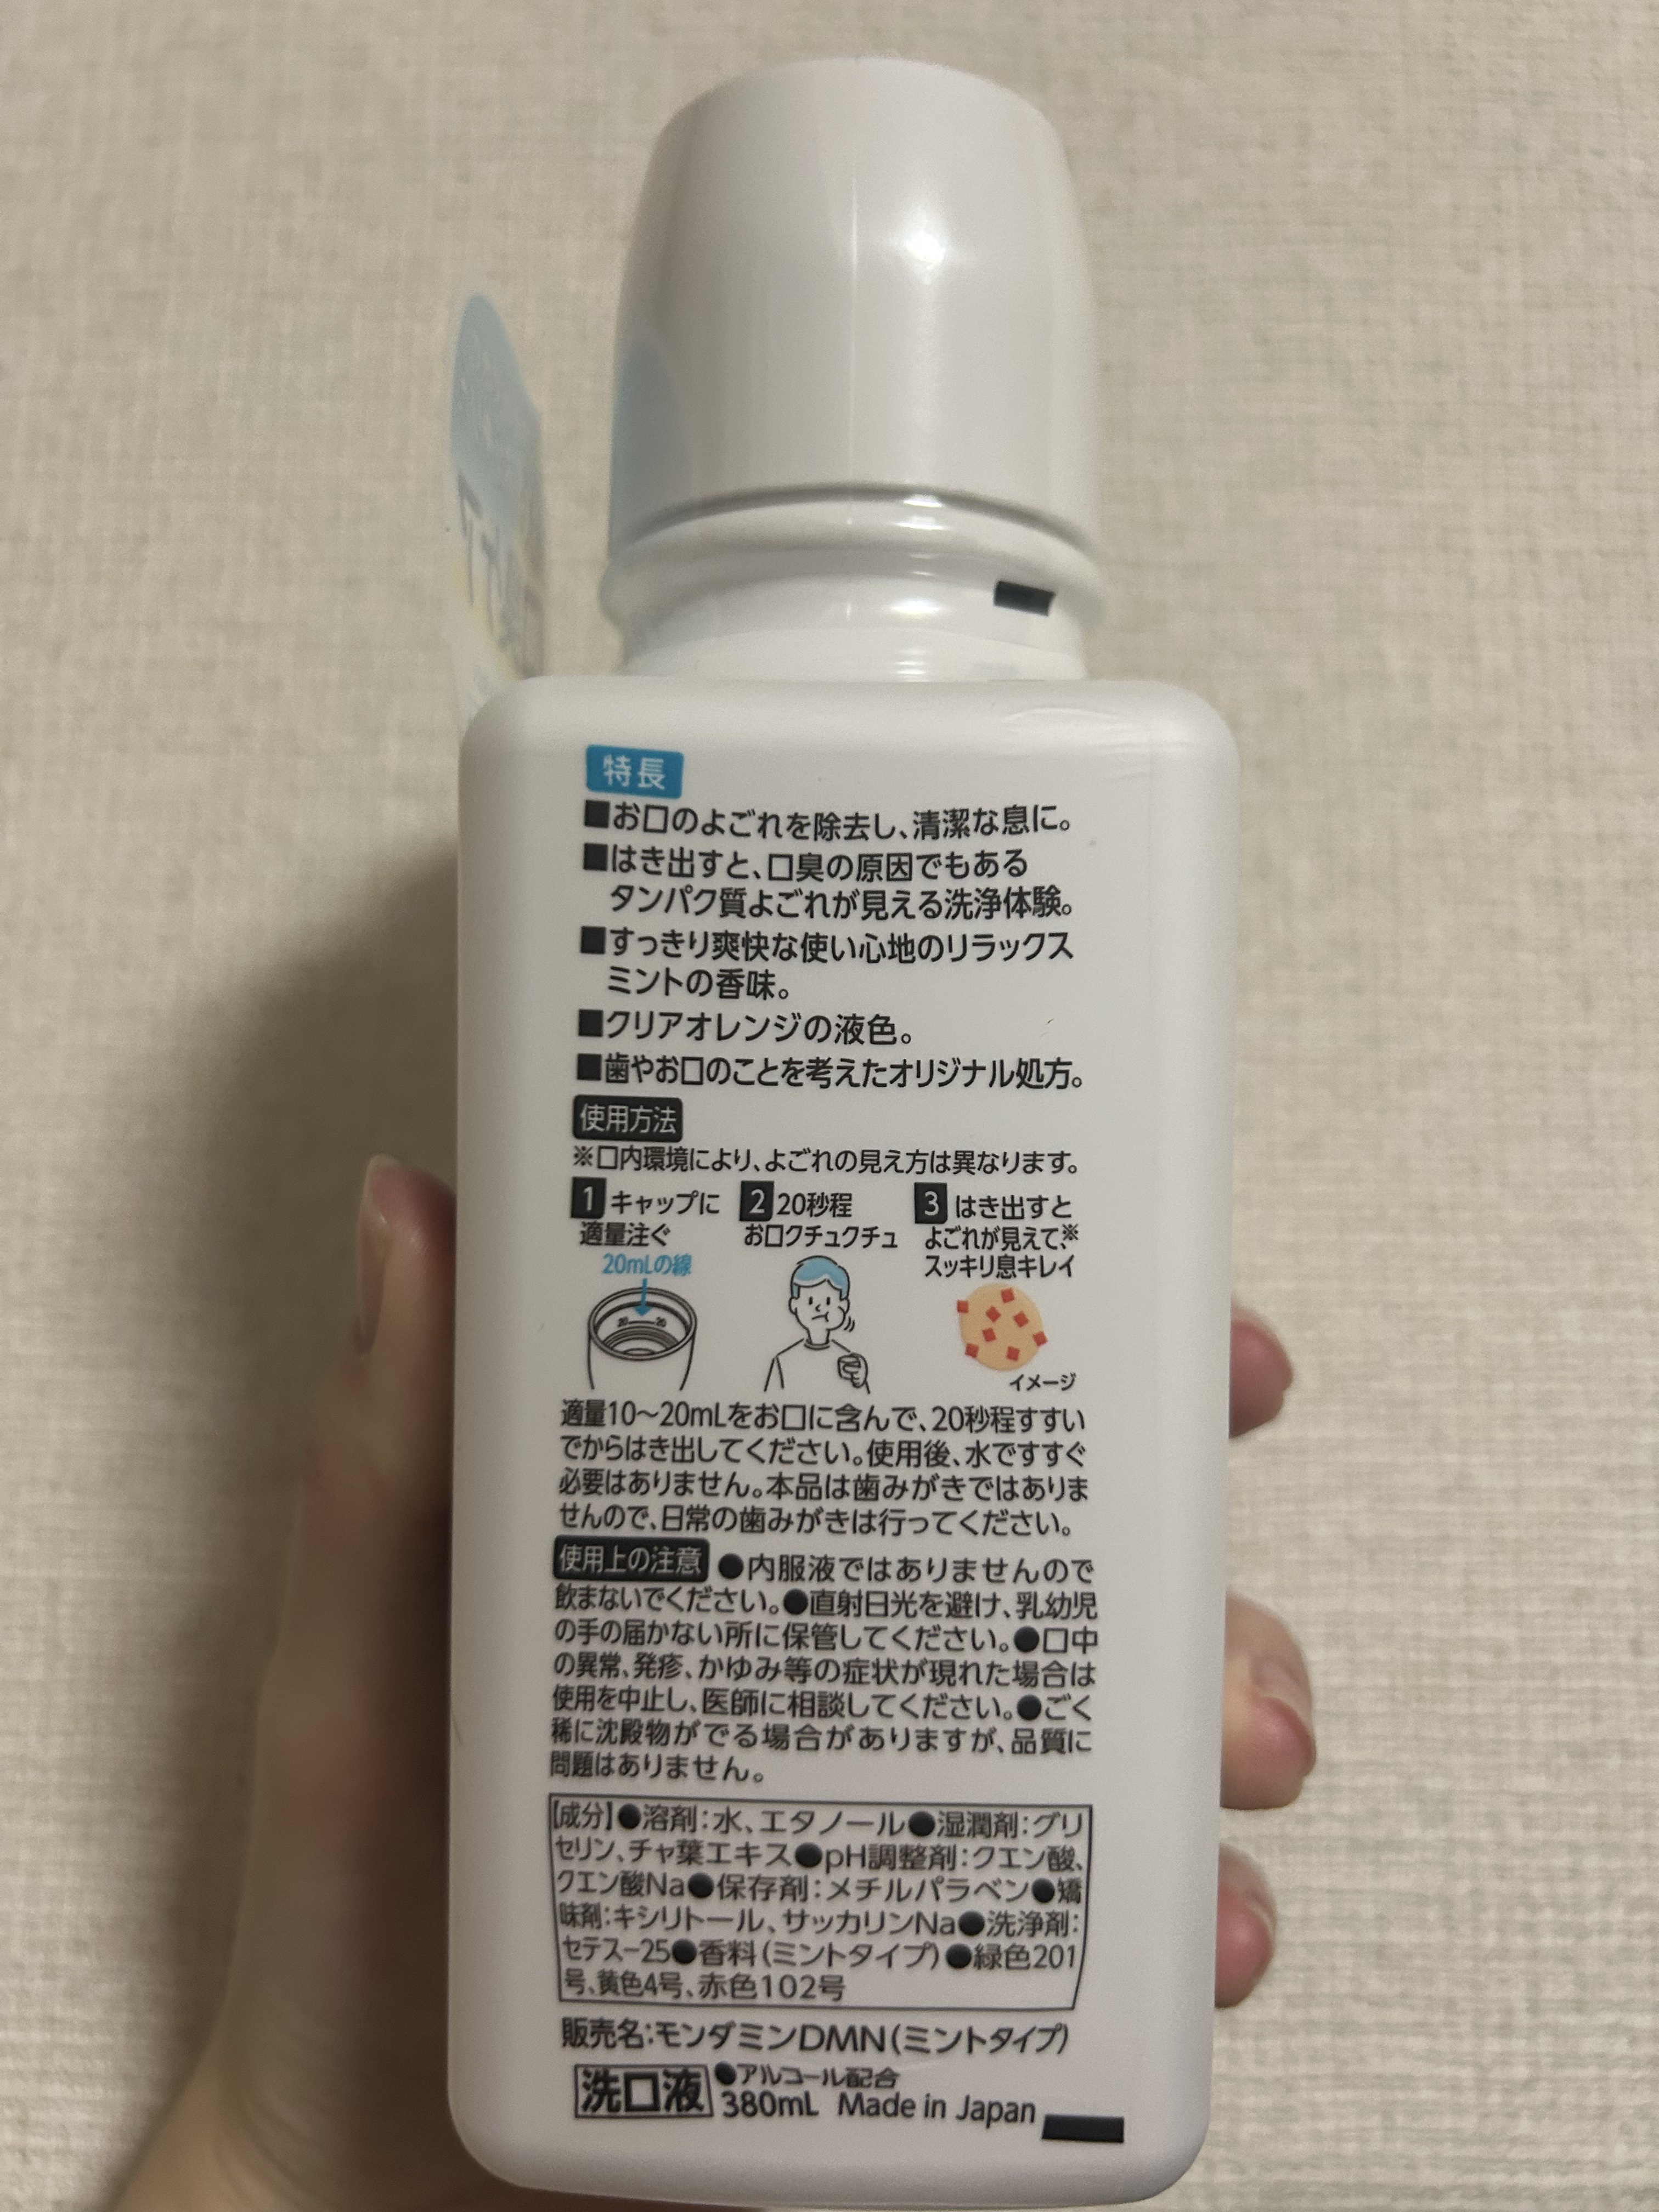 特長
■お口のよごれを除去し、清潔な息に。
■はき出すと、口臭の原因でもある
タンパク質よごれが見える洗浄体験。
■すっきり爽快な使い心地のリラックス
ミントの香味。
■クリアオレンジの液色。
■歯やお口のことを考えたオリジナル処方。
使用方法
※口内環境により、よごれの見え方は異なります。
1 キャップに
適量注ぐ
20mLの線
2 20秒程
お口クチュクチュ
3 はき出すと
よごれが見えて、※
スッキリ息キレイ
イメージ
適量10～20mLをお口に含んで、20秒程すすい
でからはき出してください。使用後、水ですすぐ
必要はありません。本品は歯みがきではありま
せんので、日常の歯みがきは行ってください。
使用上の注意 ●内服液ではありませんので
飲まないでください。●直射日光を避け、乳幼児
の手の届かない所に保管してください。●口中
の異常、発疹、かゆみ等の症状が現れた場合は
使用を中止し、医師に相談してください。●ごく
稀に沈殿物がでる場合がありますが、品質に
問題はありません。
【成分】●溶剤：水、エタノール●湿潤剤：グリ
セリン、チャ葉エキス●pH調整剤：クエン酸、
クエン酸Na●保存剤：メチルパラベン●矯
味剤：キシリトール、サッカリンNa●洗浄剤：
セテス-25●香料（ミントタイプ）●緑色201
号、黄色4号、赤色102号
販売名：モンダミンDMN（ミントタイプ）
洗口液 ●アルコール配合
380mL Made in Japan